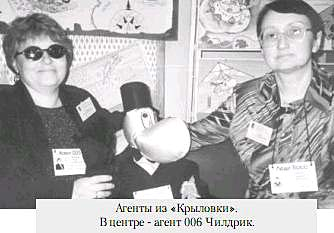 Агенты из «Крыловки».
В центре - агент 006 Чилдрик.